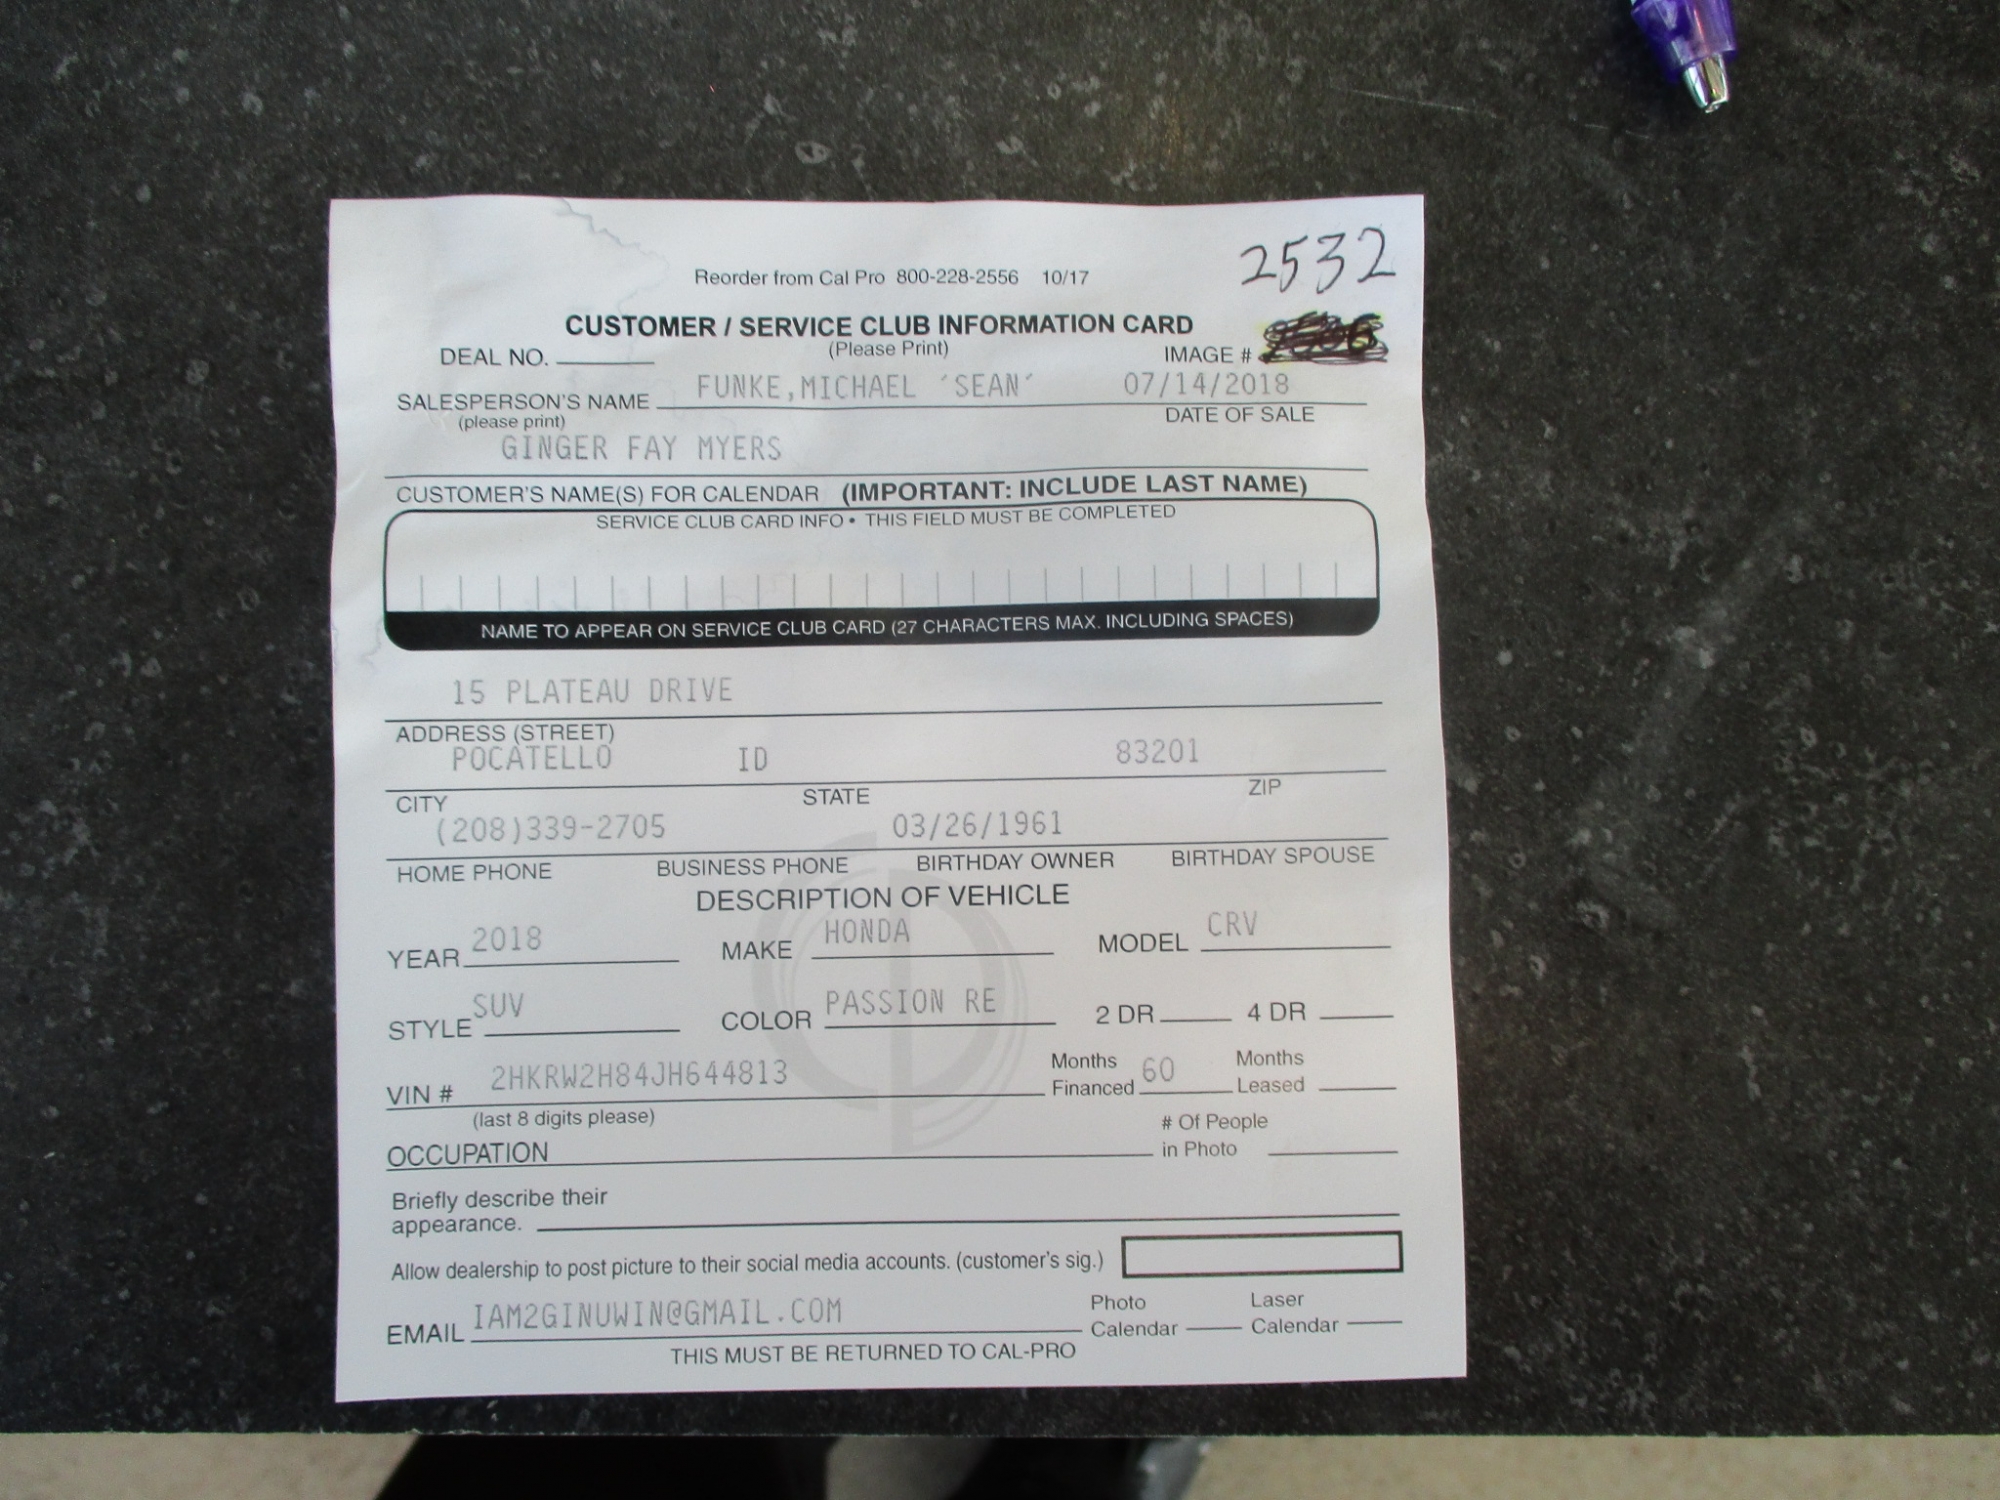 2532
Reorder from Cal Pro 800-228-2556 10/17
CUSTOMER / SERVICE CLUB INFORMATION CARD
(Please Print)
DEAL NO. IMAGE #
FUNKE,MICHAEL 'SEAN' 07/14/2018
SALESPERSON'S NAME DATE OF SALE
(please print)
GINGER FAY MYERS
CUSTOMER'S NAME(S) FOR CALENDAR (IMPORTANT: INCLUDE LAST NAME)
SERVICE CLUB CARD INFO • THIS FIELD MUST BE COMPLETED
NAME TO APPEAR ON SERVICE CLUB CARD (27 CHARACTERS MAX. INCLUDING SPACES)
15 PLATEAU DRIVE
ADDRESS (STREET)
POCATELLO ID 83201
CITY STATE ZIP
(208)339-2705 03/26/1961
HOME PHONE BUSINESS PHONE BIRTHDAY OWNER BIRTHDAY SPOUSE
DESCRIPTION OF VEHICLE
YEAR 2018 MAKE HONDA MODEL CRV
STYLE SUV COLOR PASSION RE 2 DR 4 DR
VIN # 2HKRW2H84JH644813 Months Financed 60 Months Leased
(last 8 digits please)
OCCUPATION # Of People in Photo
Briefly describe their
appearance.
Allow dealership to post picture to their social media accounts. (customer's sig.)
EMAIL IAM2GINUWIN@GMAIL.COM Photo Calendar Laser Calendar
THIS MUST BE RETURNED TO CAL-PRO